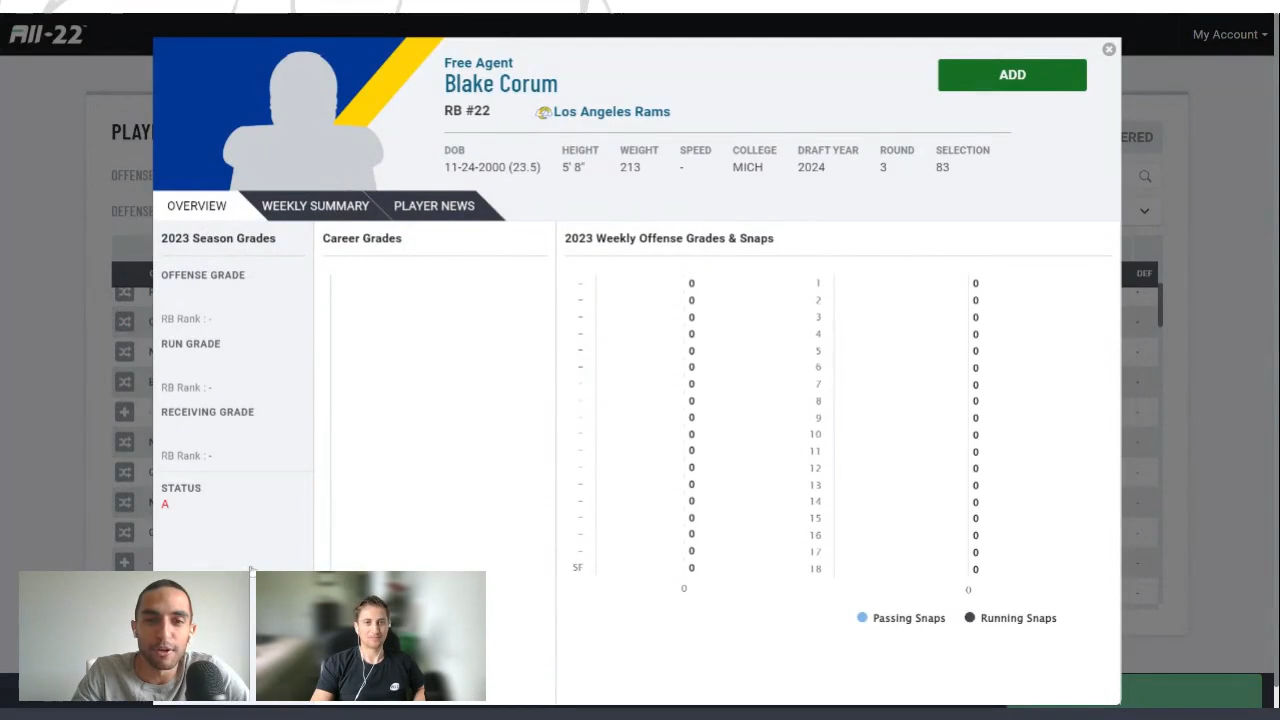 All-22
My Account
PLAY
ERED
OFFENSE
DEFENSE
DEF
Free Agent
Blake Corum
ADD
RB #22
Los Angeles Rams
DOB HEIGHT WEIGHT SPEED COLLEGE DRAFT YEAR ROUND SELECTION
11-24-2000 (23.5) 5' 8" 213 - MICH 2024 3 83
OVERVIEW WEEKLY SUMMARY PLAYER NEWS
2023 Season Grades
OFFENSE GRADE
RB Rank : -
RUN GRADE
RB Rank : -
RECEIVING GRADE
RB Rank : -
STATUS
A
Career Grades
2023 Weekly Offense Grades & Snaps
- 0 1 0
- 0 2 0
- 0 3 0
- 0 4 0
- 0 5 0
- 0 6 0
- 0 7 0
- 0 8 0
- 0 9 0
- 0 10 0
- 0 11 0
- 0 12 0
- 0 13 0
- 0 14 0
- 0 15 0
- 0 16 0
- 0 17 0
SF 0 18 0
0 0
Passing Snaps Running Snaps